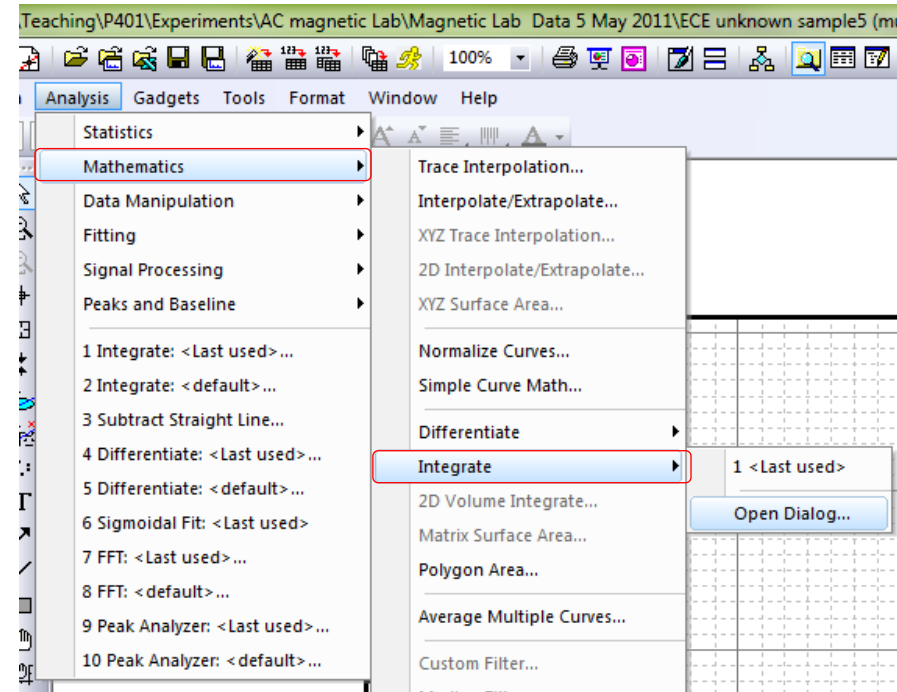 Teaching\P401\Experiments\AC magnetic Lab\Magnetic Lab Data 5 May 2011\ECE unknown sample5
100%
Analysis Gadgets Tools Format Window Help
Statistics
Mathematics
Data Manipulation
Fitting
Signal Processing
Peaks and Baseline
1 Integrate: <Last used>...
2 Integrate: <default>...
3 Subtract Straight Line...
4 Differentiate: <Last used>...
5 Differentiate: <default>...
6 Sigmoidal Fit: <Last used>
7 FFT: <Last used>...
8 FFT: <default>...
9 Peak Analyzer: <Last used>...
10 Peak Analyzer: <default>...
Trace Interpolation...
Interpolate/Extrapolate...
XYZ Trace Interpolation...
2D Interpolate/Extrapolate...
XYZ Surface Area...
Normalize Curves...
Simple Curve Math...
Differentiate
Integrate
2D Volume Integrate...
Matrix Surface Area...
Polygon Area...
Average Multiple Curves...
Custom Filter...
1 <Last used>
Open Dialog...